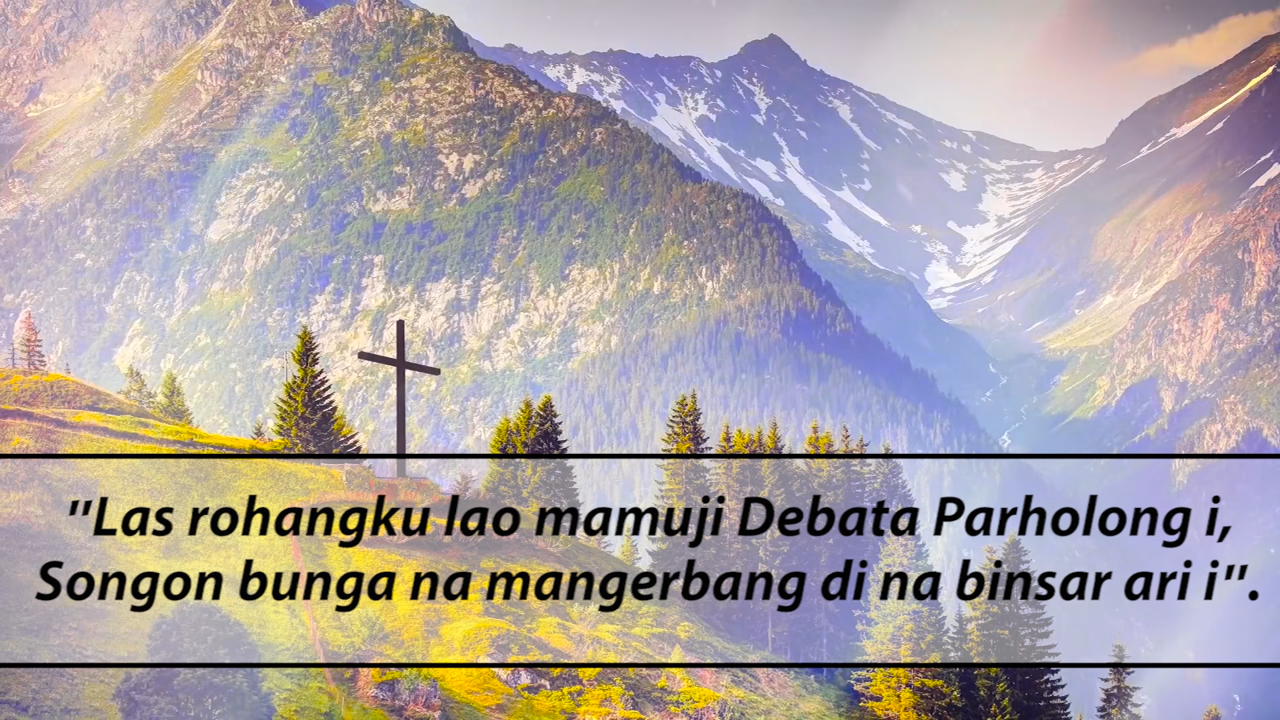 "Las rohangku lao mamuji Debata Parholong i,
Songon bunga na mangerbang di na binsar ari i".